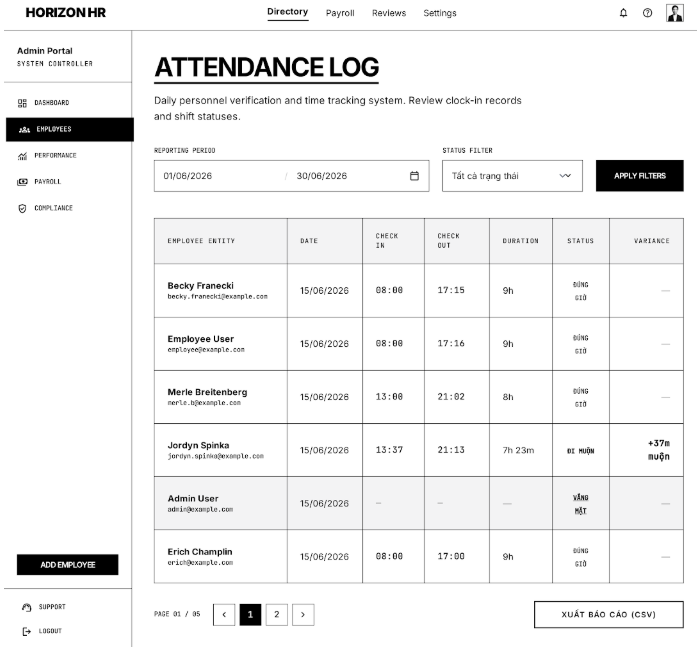 HORIZON HR
Directory Payroll Reviews Settings
Admin Portal
SYSTEM CONTROLLER
DASHBOARD
EMPLOYEES
PERFORMANCE
PAYROLL
COMPLIANCE
ADD EMPLOYEE
SUPPORT
LOGOUT
ATTENDANCE LOG
Daily personnel verification and time tracking system. Review clock-in records
and shift statuses.
REPORTING PERIOD
01/06/2026 / 30/06/2026
STATUS FILTER
Tất cả trạng thái
APPLY FILTERS
EMPLOYEE ENTITY DATE CHECK IN CHECK OUT DURATION STATUS VARIANCE
Becky Franecki 15/06/2026 08:00 17:15 9h ĐÚNG GIỜ —
becky.franecki@example.com
Employee User 15/06/2026 08:00 17:16 9h ĐÚNG GIỜ —
employee@example.com
Merle Breitenberg 15/06/2026 13:00 21:02 8h ĐÚNG GIỜ —
merle.b@example.com
Jordyn Spinka 15/06/2026 13:37 21:13 7h 23m ĐI MUỘN +37m muộn
jordyn.spinka@example.com
Admin User 15/06/2026 — — — VẮNG MẶT —
admin@example.com
Erich Champlin 15/06/2026 08:00 17:00 9h ĐÚNG GIỜ —
erich@example.com
PAGE 01 / 05 ‹ 1 2 ›
XUẤT BÁO CÁO (CSV)